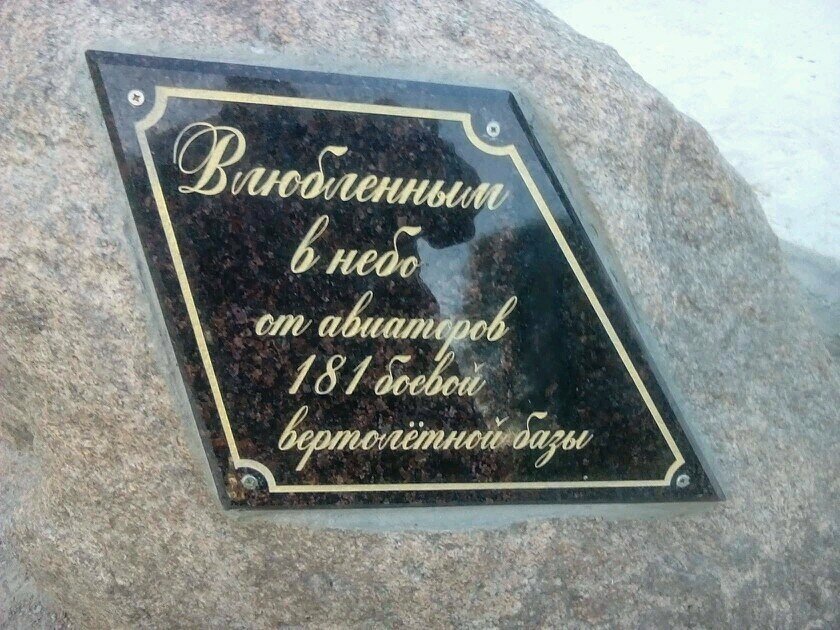 Влюбленным
в небо
от авиаторов
181 боевой
вертолётной базы